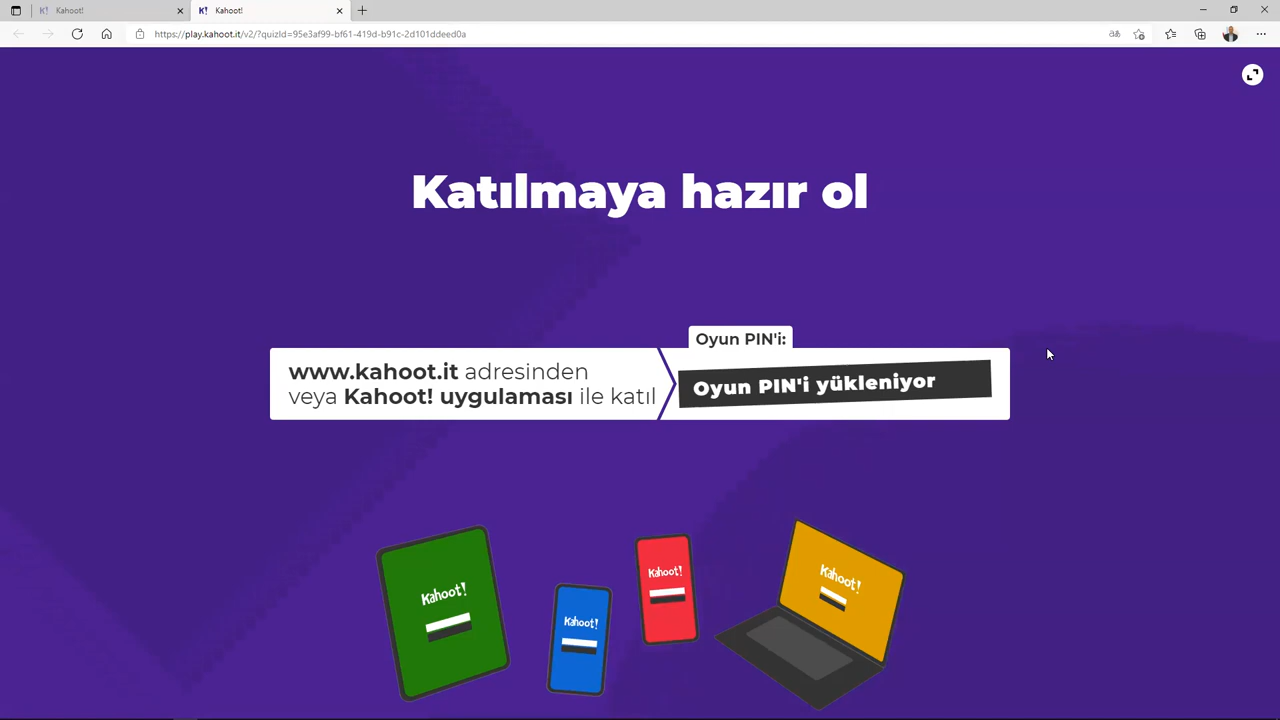 Kahoot!
Kahoot!
https://play.kahoot.it/v2/?quizId=95e3af99-bf61-419d-b91c-2d101ddeed0a
Katılmaya hazır ol
Oyun PIN'i:
www.kahoot.it adresinden
veya Kahoot! uygulaması ile katıl
Oyun PIN'i yükleniyor
Kahoot!
Kahoot!
Kahoot!
Kahoot!